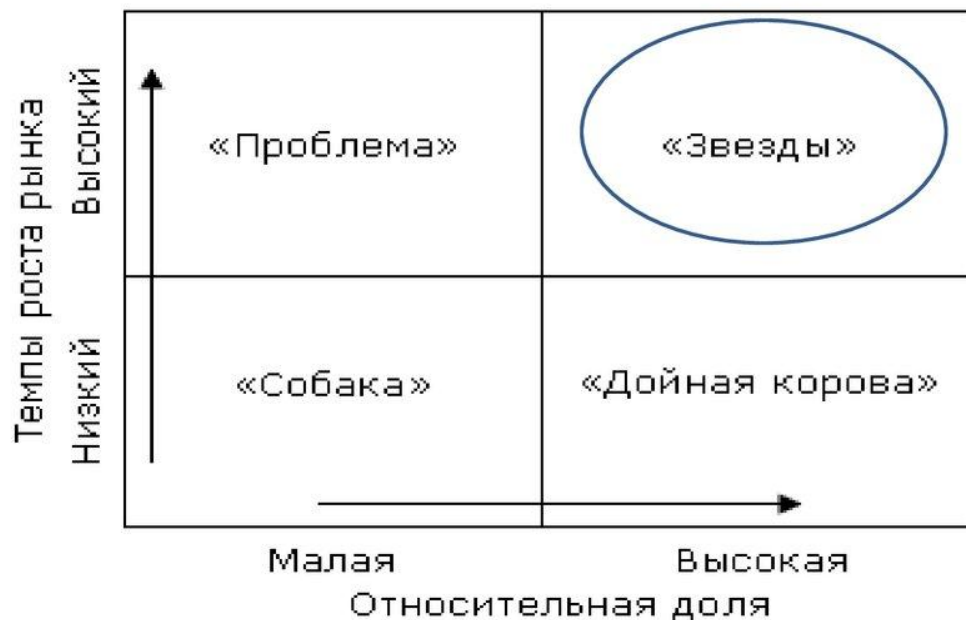 Темпы роста рынка
Высокий
Низкий
«Проблема»
«Звезды»
«Собака»
«Дойная корова»
Малая
Высокая
Относительная доля